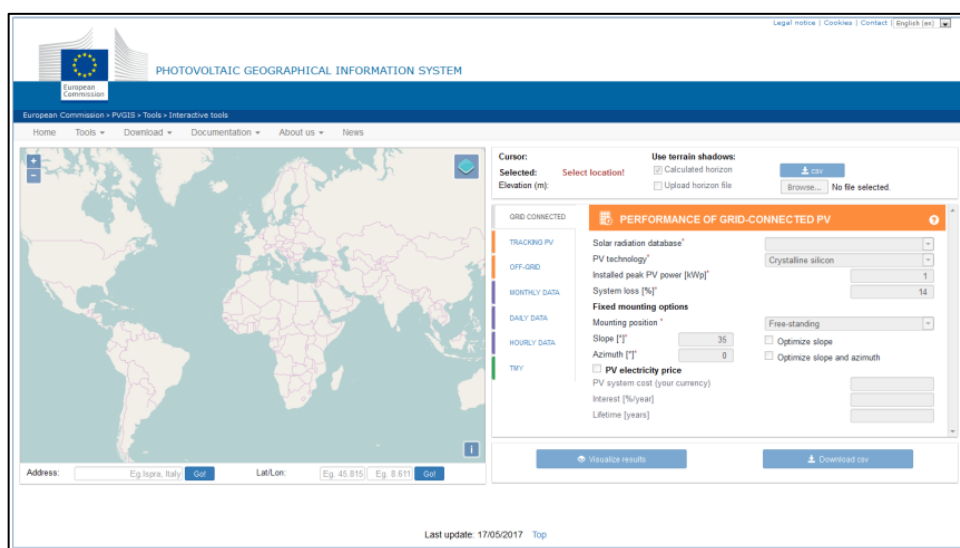 Legal notice | Cookies | Contact | English (en)
European
Commission
PHOTOVOLTAIC GEOGRAPHICAL INFORMATION SYSTEM
European Commission > PVGIS > Tools > Interactive tools
Home Tools Download Documentation About us News
+
−
i
Address: Eg.Ispra, Italy Go! Lat/Lon: Eg. 45.815 Eg. 8.611 Go!
Cursor: Use terrain shadows:
Selected: Select location! Calculated horizon csv
Elevation (m): Upload horizon file Browse... No file selected.
GRID CONNECTED
TRACKING PV
OFF-GRID
MONTHLY DATA
DAILY DATA
HOURLY DATA
TMY
PERFORMANCE OF GRID-CONNECTED PV ?
Solar radiation database*
PV technology* Crystalline silicon
Installed peak PV power [kWp]* 1
System loss [%]* 14
Fixed mounting options
Mounting position * Free-standing
Slope [°]* 35 Optimize slope
Azimuth [°]* 0 Optimize slope and azimuth
PV electricity price
PV system cost (your currency)
Interest [%/year]
Lifetime [years]
Visualize results Download csv
Last update: 17/05/2017 Top